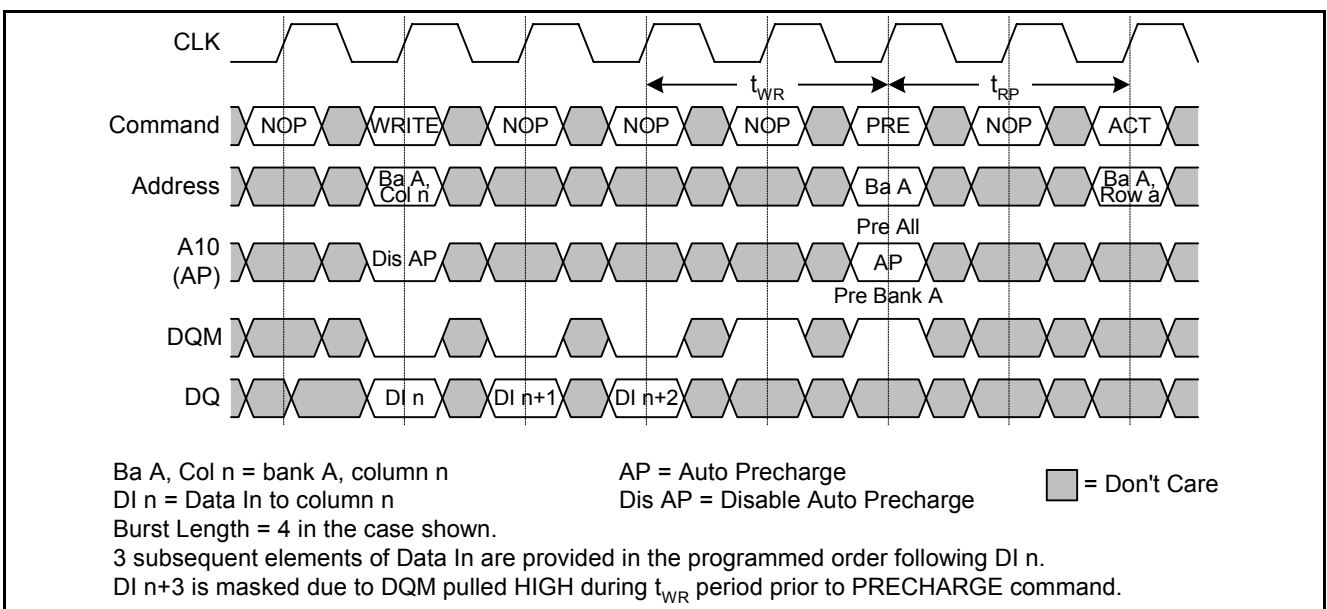 CLK
t_WR
t_RP
Command
NOP
WRITE
NOP
NOP
NOP
PRE
NOP
ACT
Address
Ba A,
Col n
Ba A
Ba A,
Row a
Pre All
A10
(AP)
Dis AP
AP
Pre Bank A
DQM
DQ
DI n
DI n+1
DI n+2
Ba A, Col n = bank A, column n
AP = Auto Precharge
DI n = Data In to column n
Dis AP = Disable Auto Precharge
= Don't Care
Burst Length = 4 in the case shown.
3 subsequent elements of Data In are provided in the programmed order following DI n.
DI n+3 is masked due to DQM pulled HIGH during t_WR period prior to PRECHARGE command.